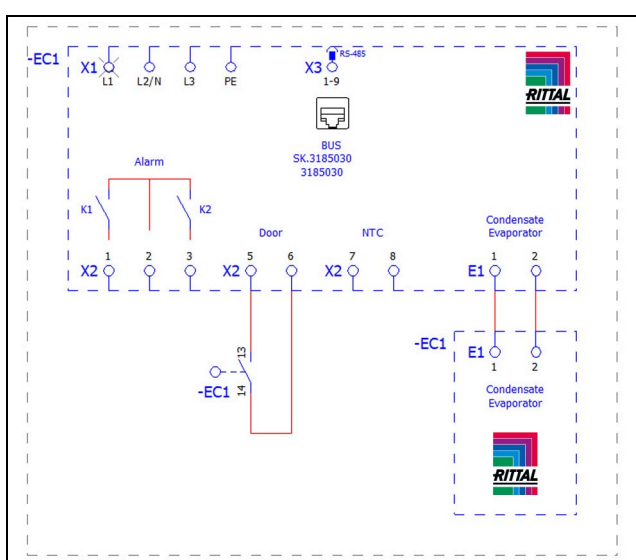 -EC1
X1
L1
L2/N
L3
PE
X3
RS-485
1-9
RITTAL
BUS
SK.3185030
3185030
Alarm
K1
K2
Door
NTC
Condensate
Evaporator
X2
1
2
3
X2
5
6
X2
7
8
E1
1
2
-EC1
13
14
-EC1
E1
1
2
Condensate
Evaporator
RITTAL